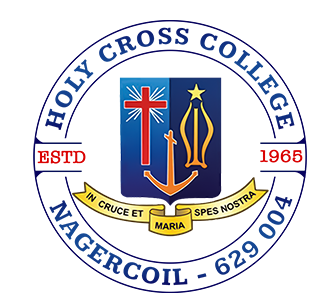 HOLY CROSS COLLEGE
ESTD 1965
IN CRUCE ET MARIA SPES NOSTRA
NAGERCOIL - 629 004